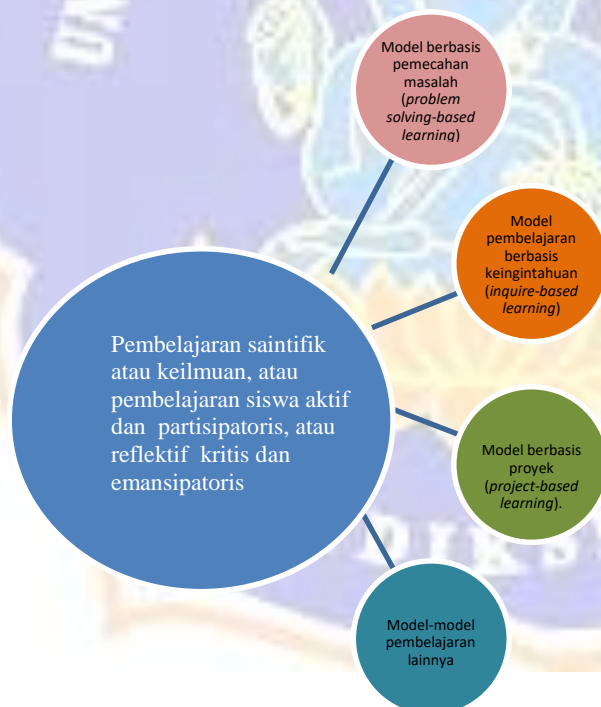 Model berbasis
pemecahan
masalah
(problem
solving-based
learning)
Model
pembelajaran
berbasis
keingintahuan
(inquire-based
learning)
Pembelajaran saintifik
atau keilmuan, atau
pembelajaran siswa aktif
dan partisipatoris, atau
reflektif kritis dan
emansipatoris
Model berbasis
proyek
(project-based
learning).
DIKS
Model-model
pembelajaran
lainnya